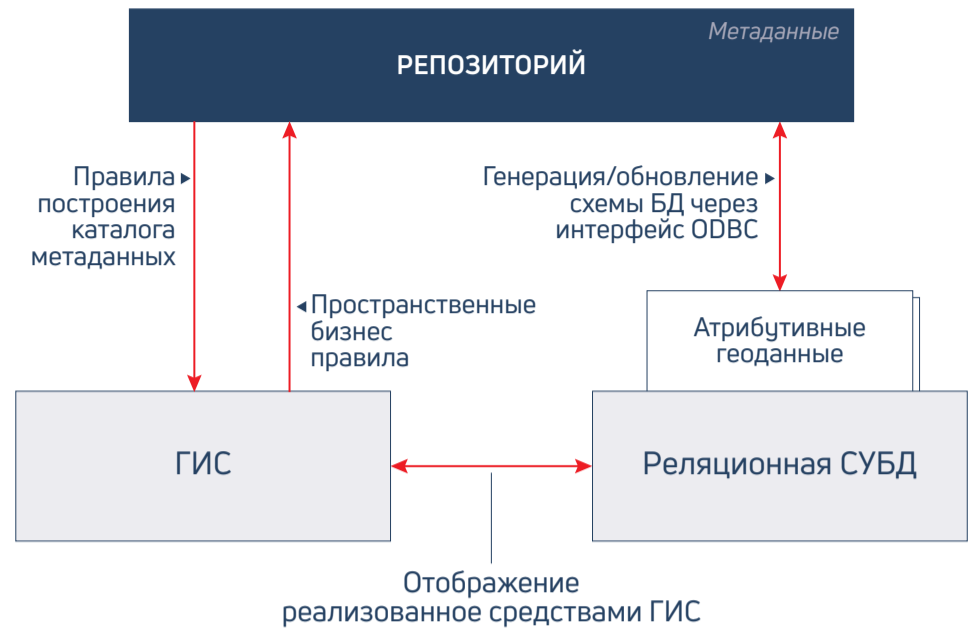 Метаданные
РЕПОЗИТОРИЙ
Правила
построения
каталога
метаданных
Генерация/обновление
схемы БД через
интерфейс ODBC
Пространственные
бизнес
правила
Атрибутивные
геоданные
ГИС
Реляционная СУБД
Отображение
реализованное средствами ГИС